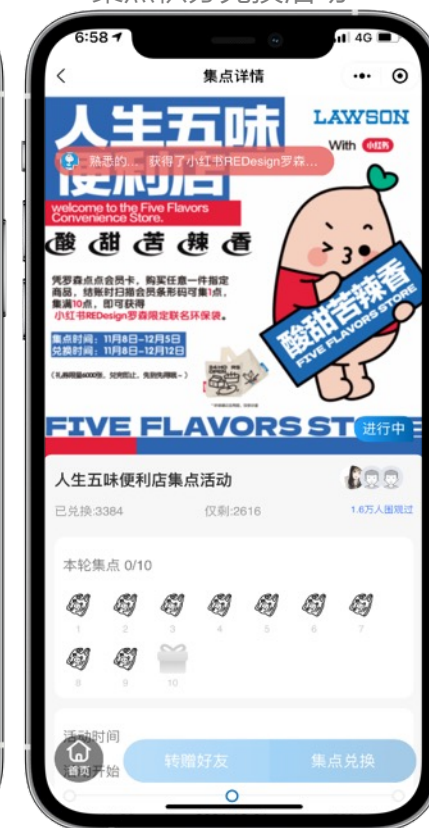 6:58
4G
集点详情
人生五味
便利店
LAWSON
With 小红书
熟悉的... 获得了小红书REDesign罗森...
welcome to the Five Flavors
Convenience Store.
酸 甜 苦 辣 香
凭罗森点点会员卡，购买任意一件指定
商品，结账时扫描会员条形码可集1点，
集满10点，即可获得
小红书REDesign罗森限定联名环保袋。
集点时间：11月8日-12月5日
兑换时间：11月8日-12月12日
酸甜苦辣香
FIVE FLAVORS STORE
FIVE FLAVORS ST
进行中
人生五味便利店集点活动
已兑换:3384
仅剩:2616
1.6万人围观过
本轮集点 0/10
1 2 3 4 5 6 7
8 9 10
活动时间
首页
开始
转赠好友
集点兑换